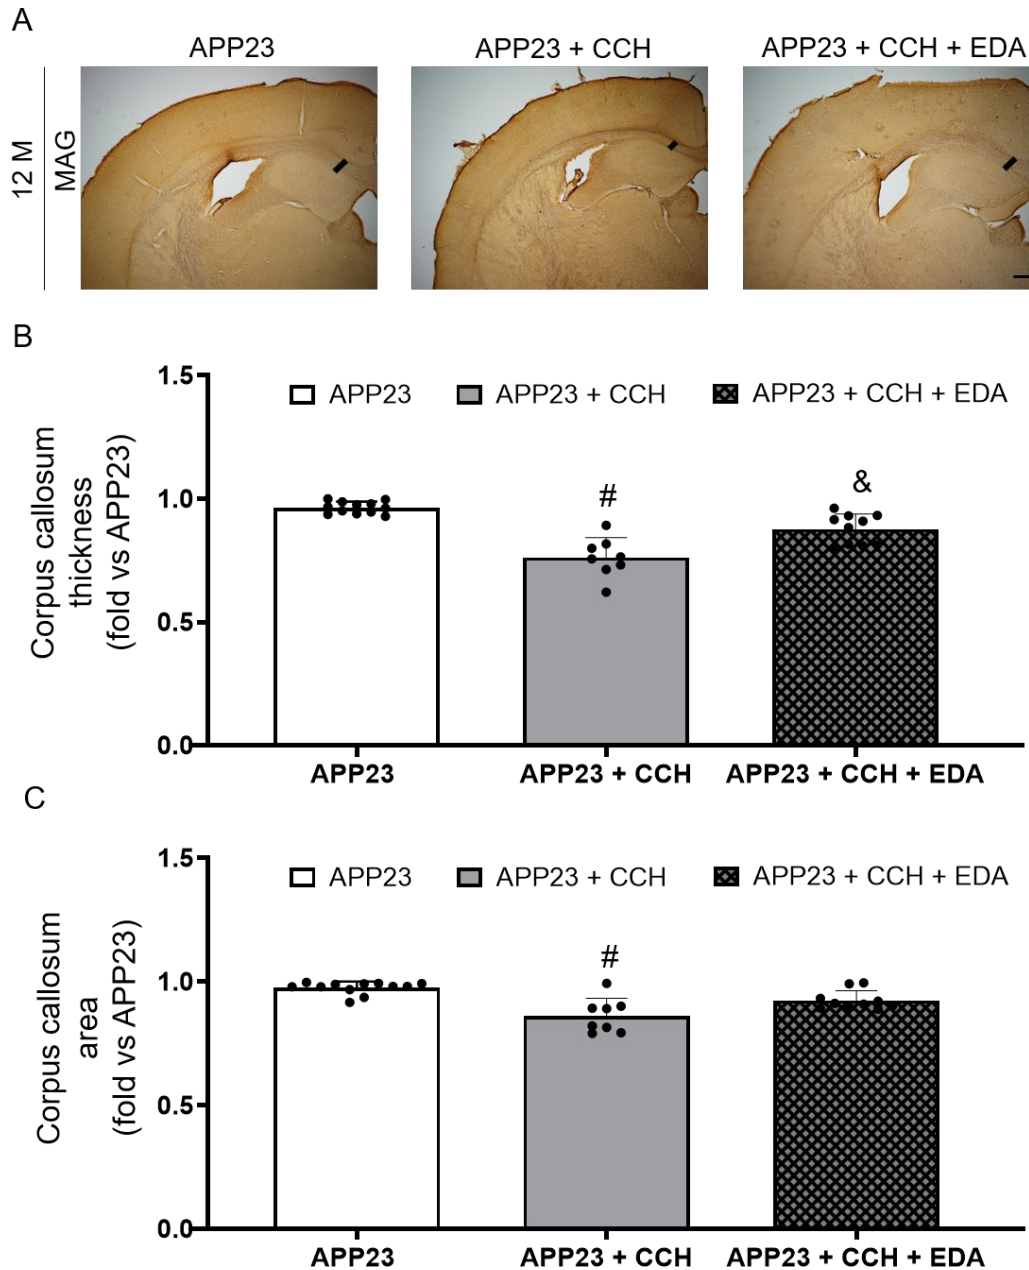 A
APP23
APP23 + CCH
APP23 + CCH + EDA
12 M
MAG
B
Corpus callosum
thickness
(fold vs APP23)
1.5
1.0
0.5
0.0
APP23
APP23 + CCH
APP23 + CCH + EDA
#
&
APP23
APP23 + CCH
APP23 + CCH + EDA
C
Corpus callosum
area
(fold vs APP23)
1.5
1.0
0.5
0.0
APP23
APP23 + CCH
APP23 + CCH + EDA
#
APP23
APP23 + CCH
APP23 + CCH + EDA